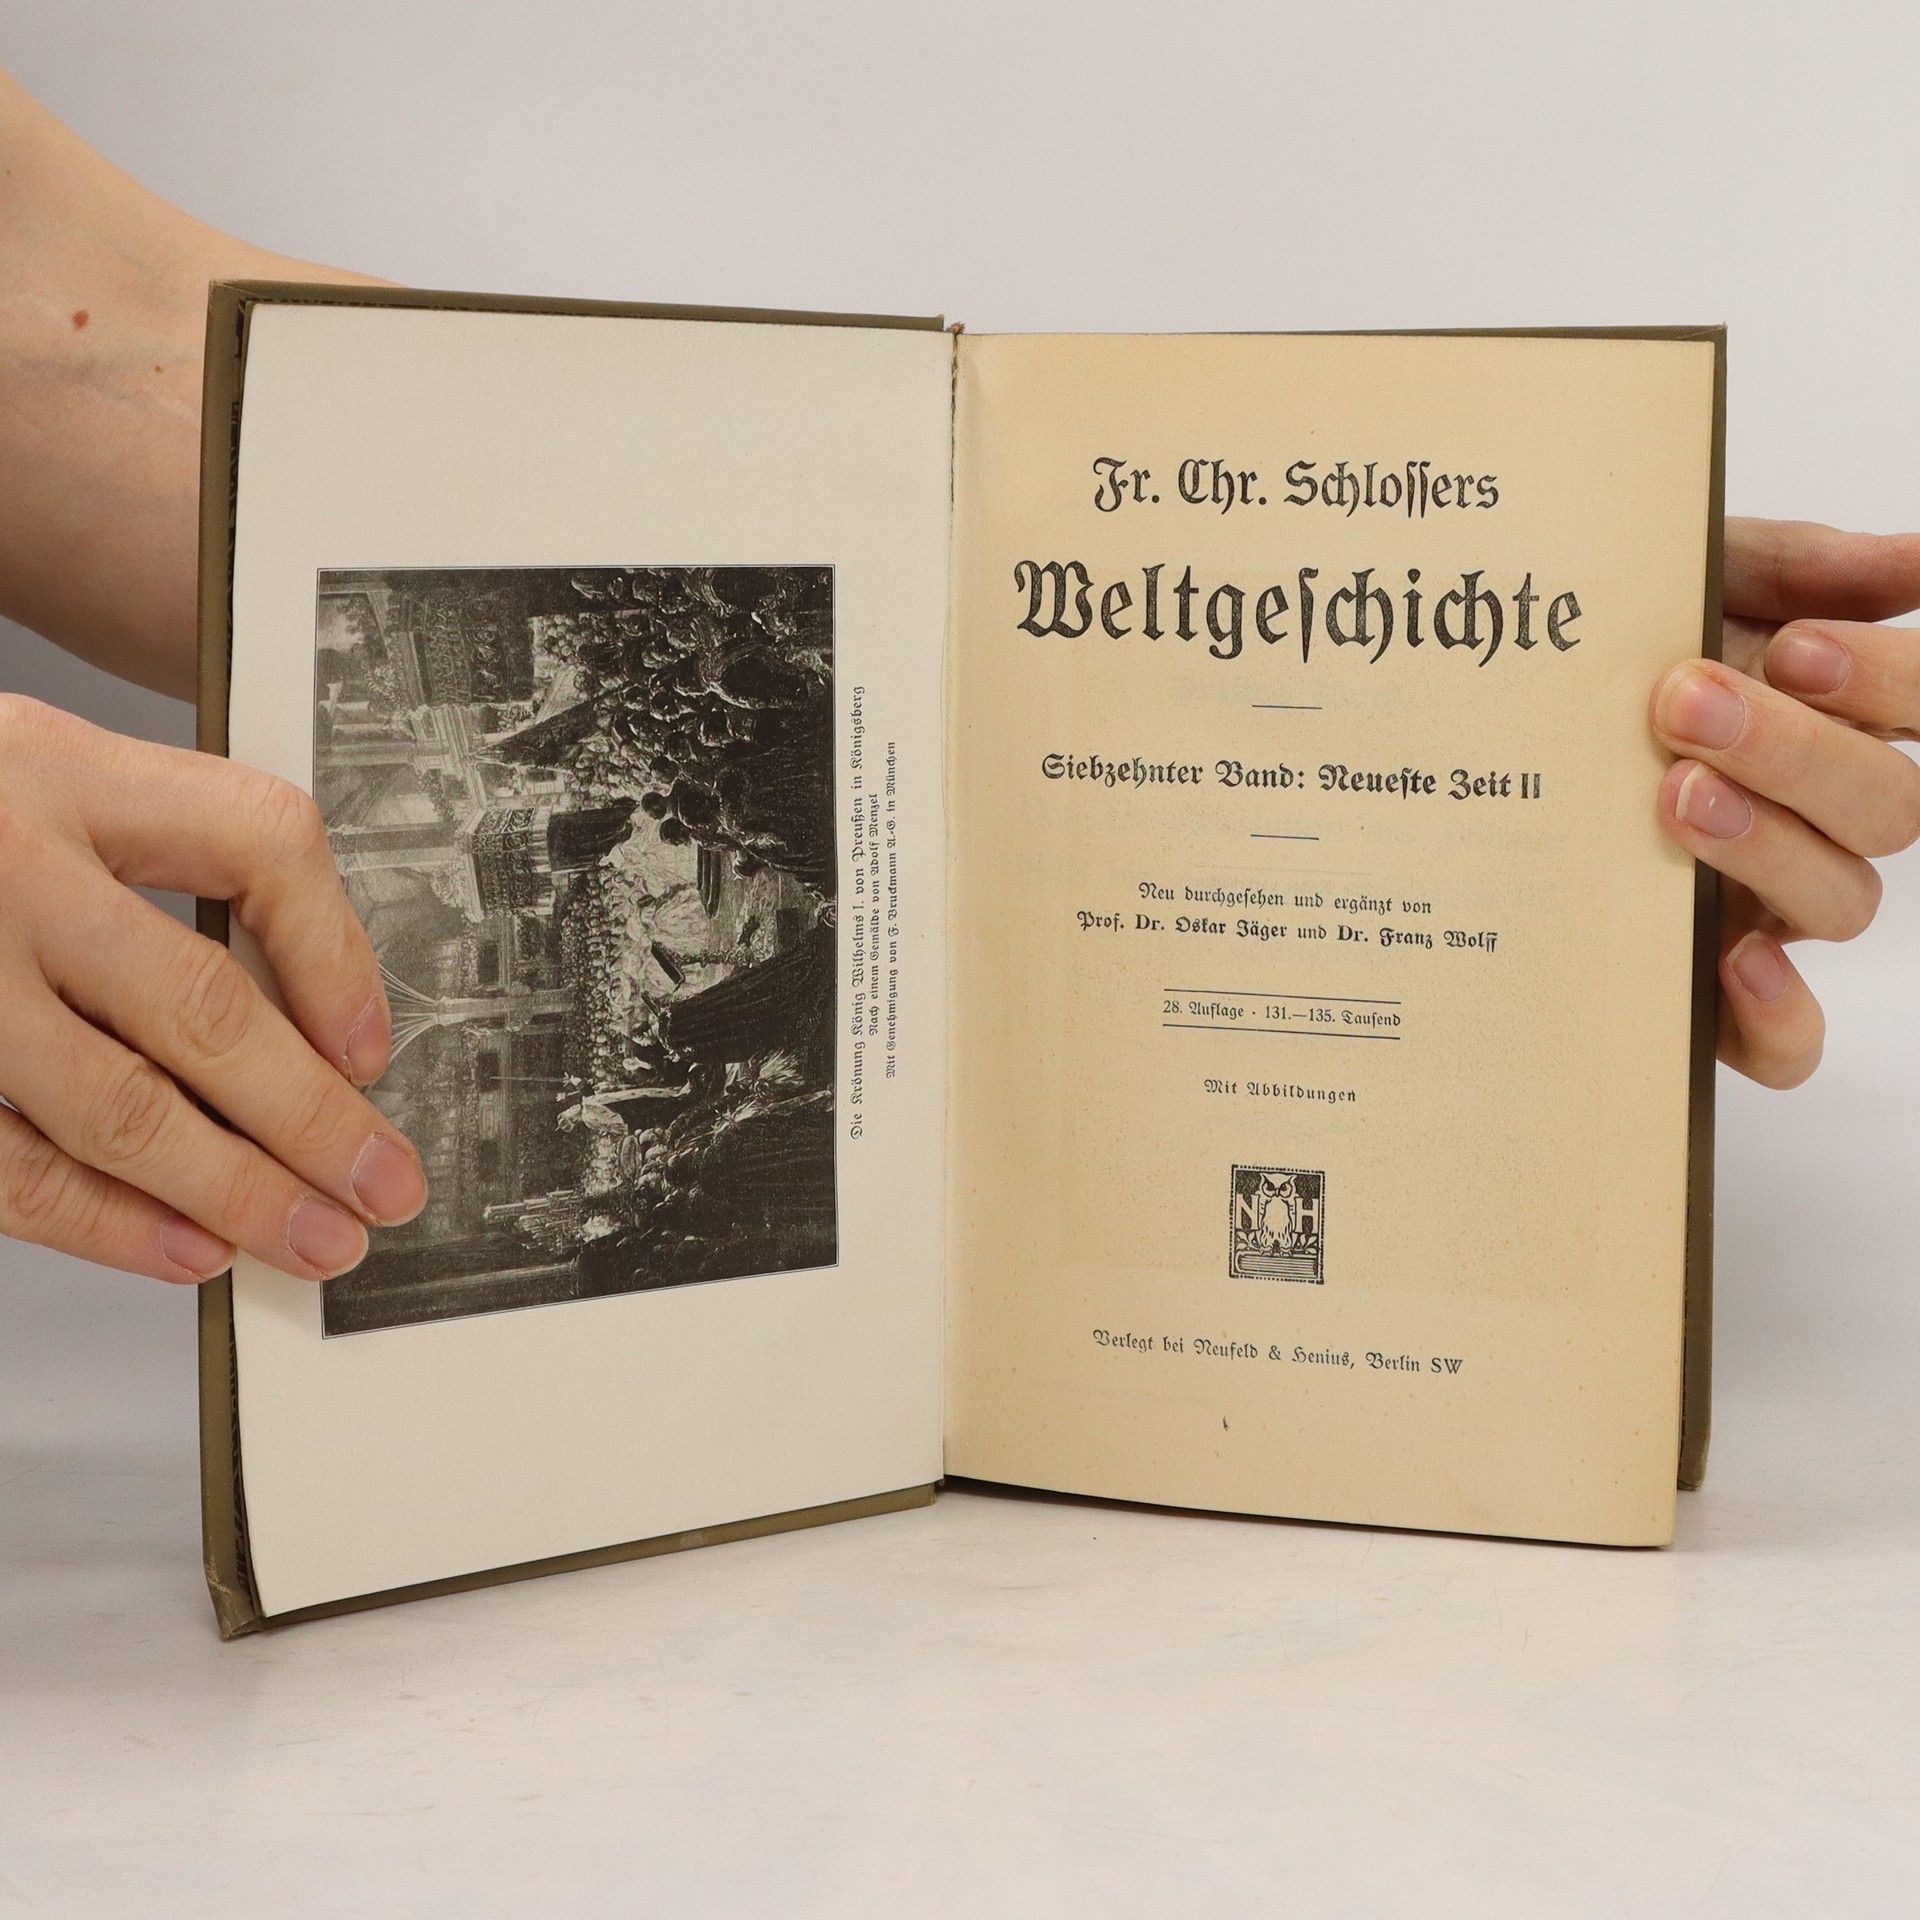 Die Krönung König Wilhelms I. von Preußen in Königsberg
Nach einem Gemälde von Adolf Menzel
Mit Genehmigung von F. Bruckmann A.-G. in München
Fr. Chr. Schloſſers
Weltgeſchichte
Siebzehnter Band: Neueſte Zeit II
Neu durchgeſehen und ergänzt von
Prof. Dr. Oskar Jäger und Dr. Franz Wolff
28. Auflage · 131.—135. Tauſend
Mit Abbildungen
N H
Verlegt bei Neufeld & Henius, Berlin SW